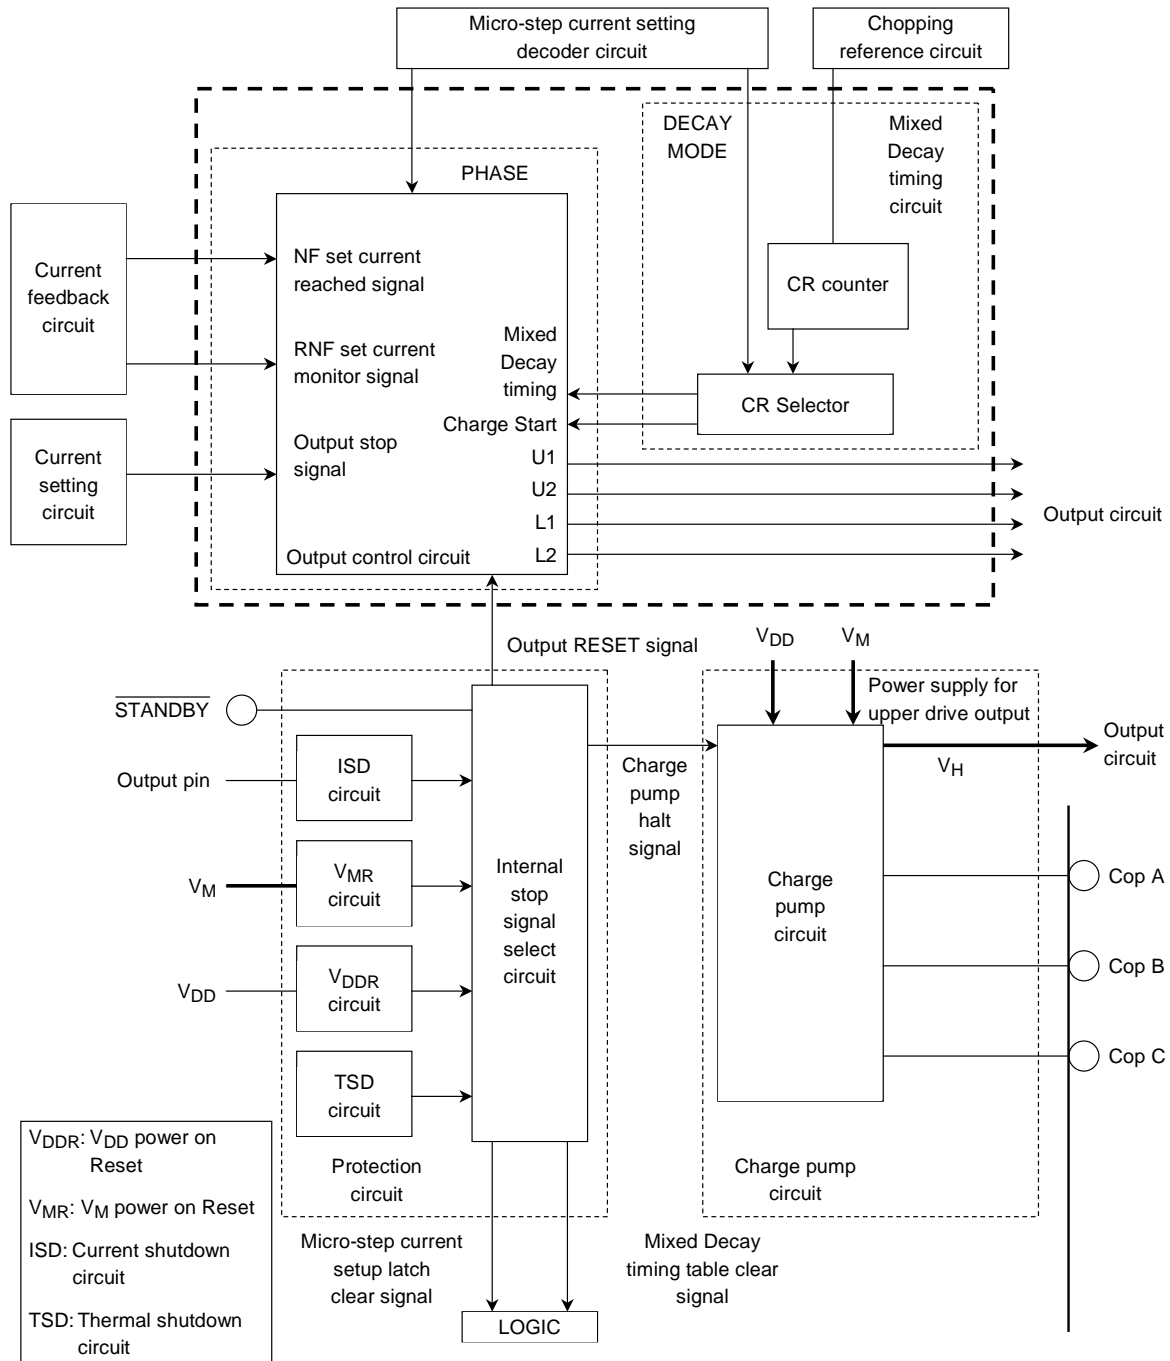 Micro-step current setting
decoder circuit
Chopping
reference circuit
DECAY
MODE
Mixed
Decay
timing
circuit
PHASE
Current
feedback
circuit
NF set current
reached signal
CR counter
RNF set current
monitor signal
Mixed
Decay
timing
CR Selector
Charge Start
Current
setting
circuit
Output stop
signal
U1
U2
L1
L2
Output circuit
Output control circuit
Output RESET signal
VDD
VM
STANDBY
Power supply for
upper drive output
Output pin
ISD
circuit
Charge
pump
halt
signal
VH
Output
circuit
VM
VMR
circuit
Internal
stop
signal
select
circuit
Charge
pump
circuit
Cop A
VDD
VDDR
circuit
Cop B
TSD
circuit
Cop C
Protection
circuit
Charge pump
circuit
VDDR: VDD power on
Reset
VMR: VM power on Reset
ISD: Current shutdown
circuit
TSD: Thermal shutdown
circuit
Micro-step current
setup latch
clear signal
Mixed Decay
timing table clear
signal
LOGIC